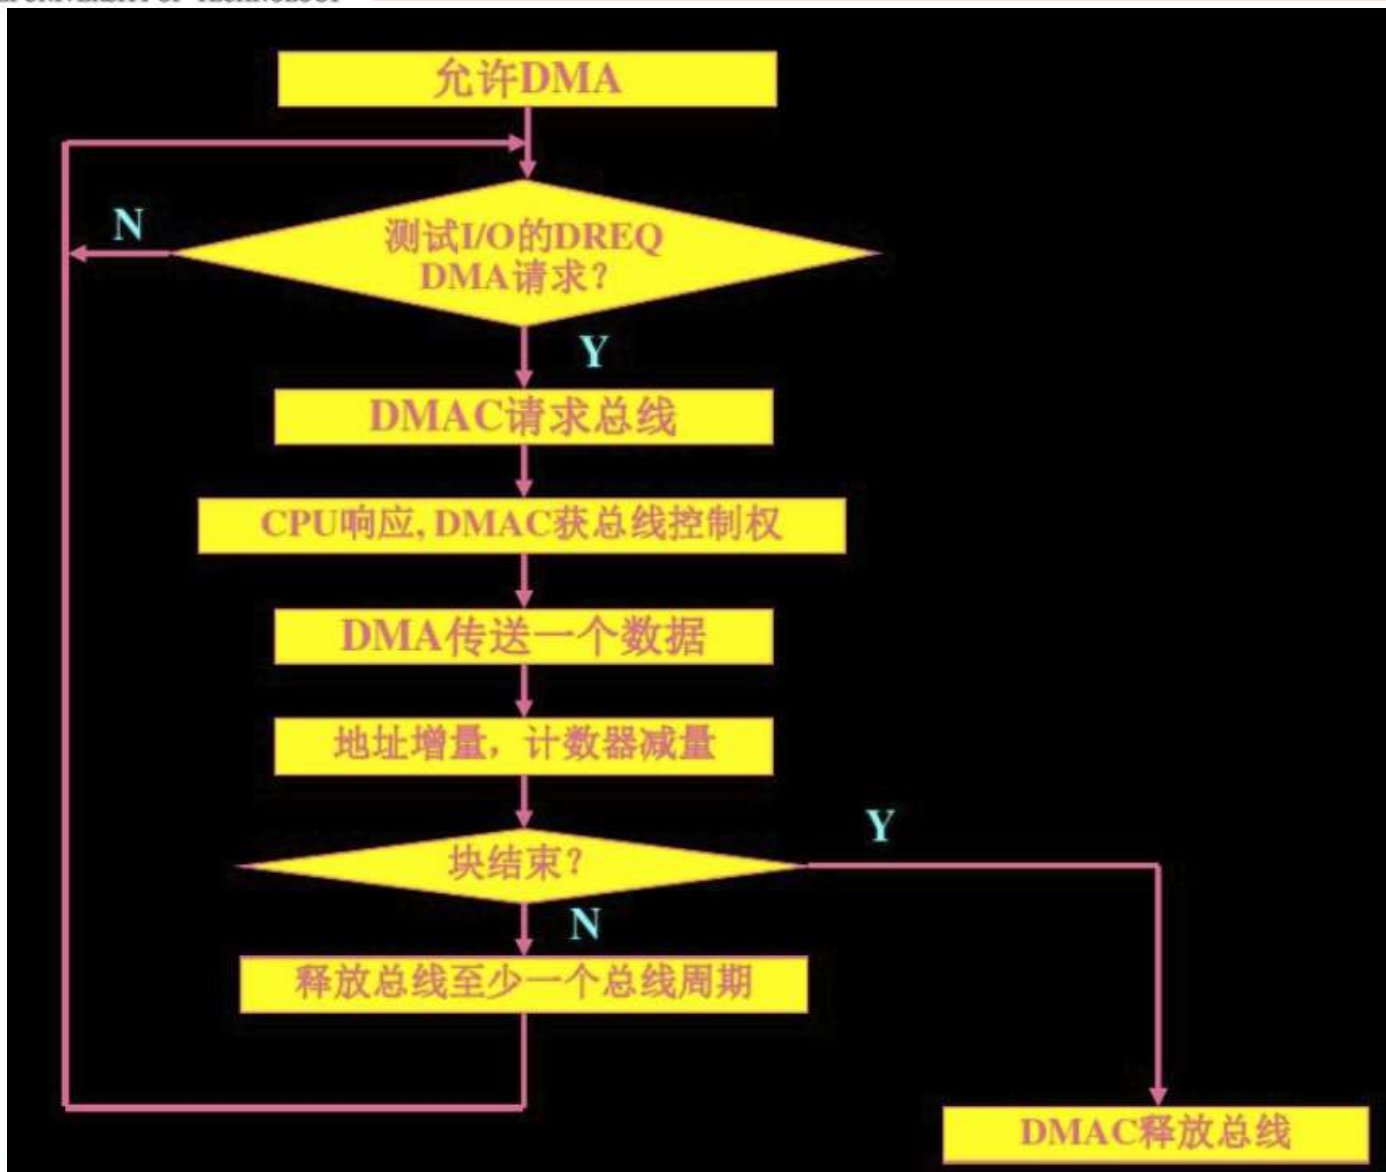 允许DMA
N
测试I/O的DREQ
DMA请求?
Y
DMAC请求总线
CPU响应, DMAC获总线控制权
DMA传送一个数据
地址增量，计数器减量
Y
块结束?
N
释放总线至少一个总线周期
DMAC释放总线